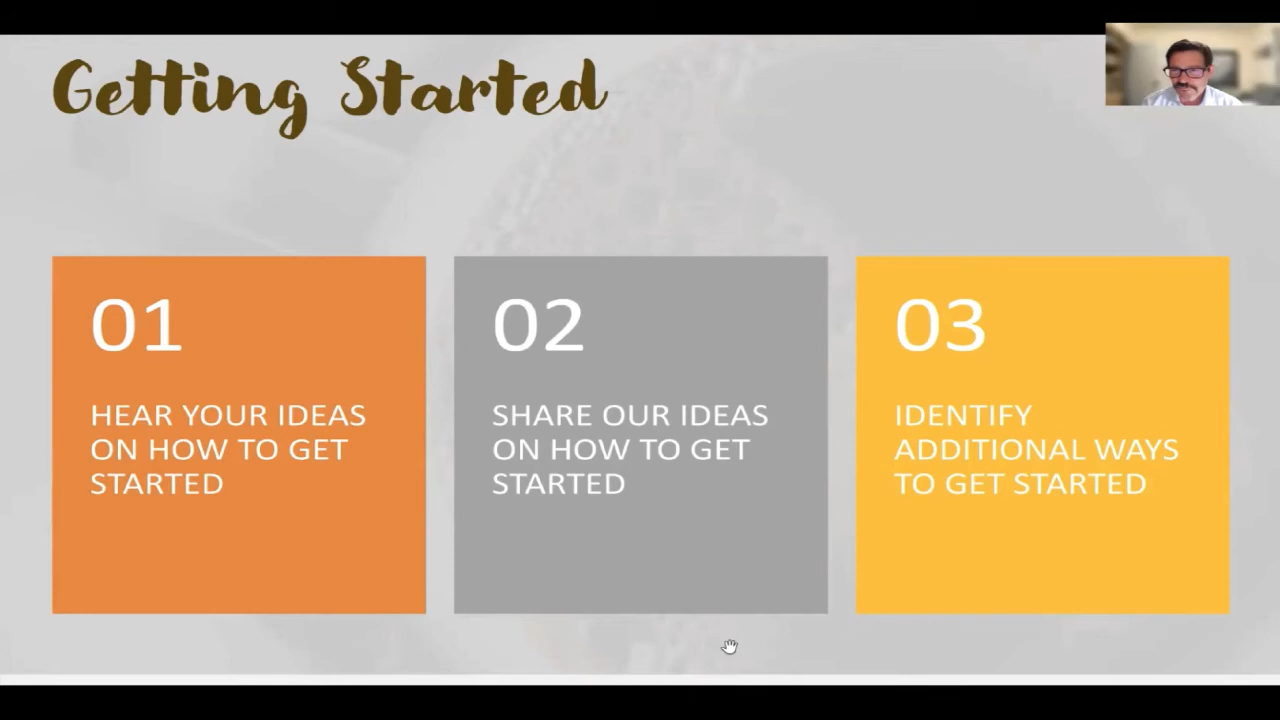 Getting Started
01
HEAR YOUR IDEAS
ON HOW TO GET
STARTED
02
SHARE OUR IDEAS
ON HOW TO GET
STARTED
03
IDENTIFY
ADDITIONAL WAYS
TO GET STARTED